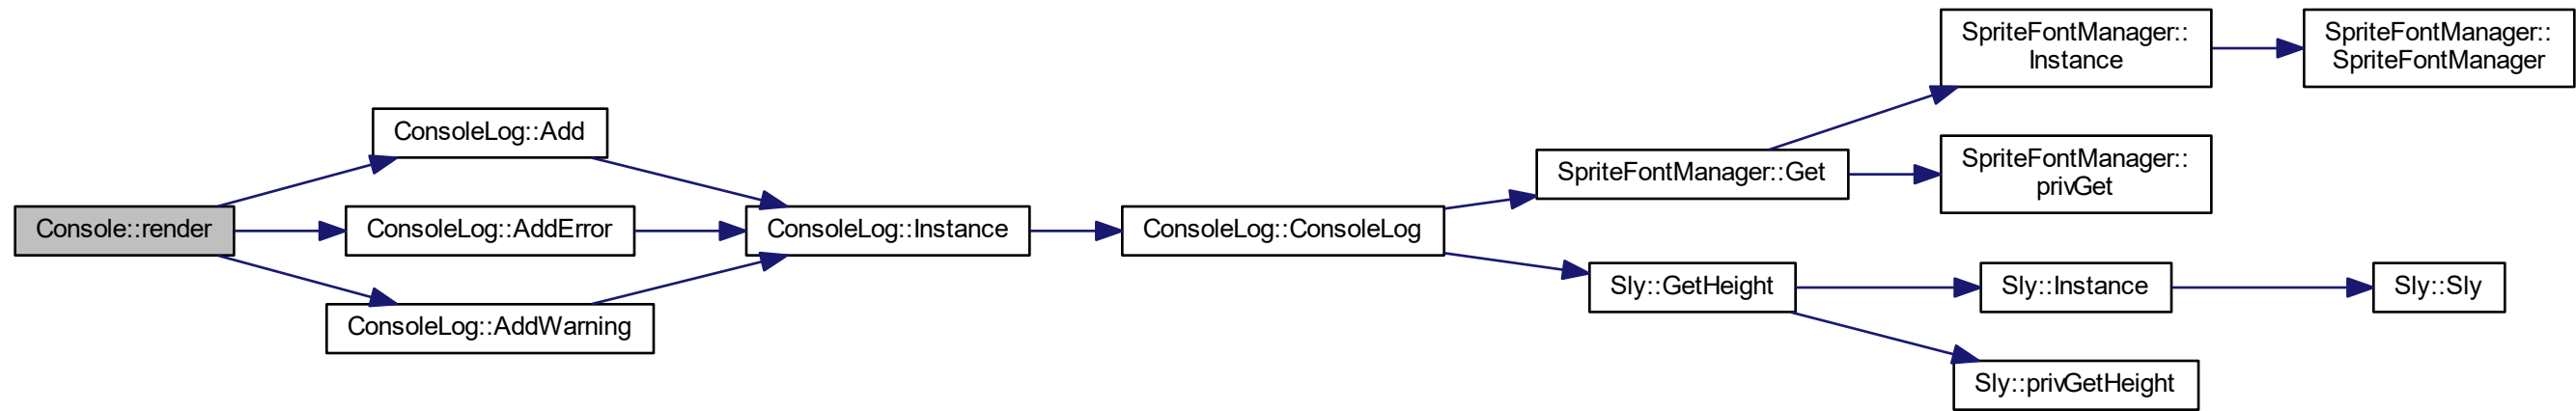 Console::render
ConsoleLog::Add
ConsoleLog::AddError
ConsoleLog::AddWarning
ConsoleLog::Instance
ConsoleLog::ConsoleLog
SpriteFontManager::Get
SpriteFontManager::
Instance
SpriteFontManager::
SpriteFontManager
SpriteFontManager::
privGet
Sly::GetHeight
Sly::Instance
Sly::Sly
Sly::privGetHeight